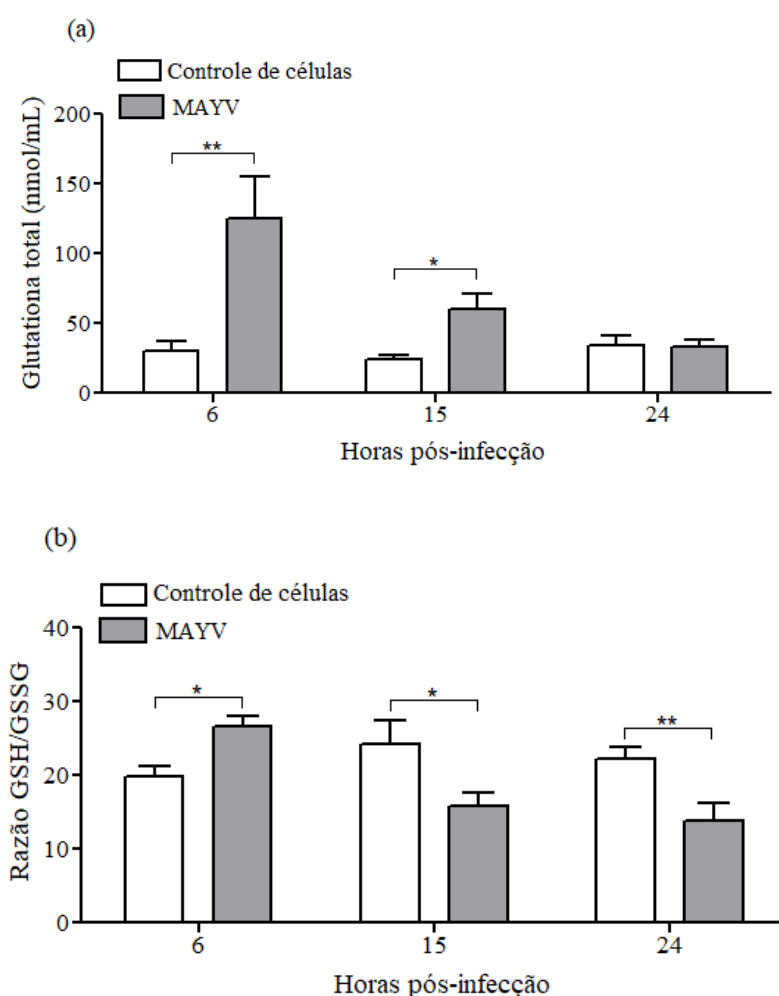 (a)
Controle de células
MAYV
Glutationa total (nmol/mL)
200
150
100
50
0
**
*
6 15 24
Horas pós-infecção
(b)
Controle de células
MAYV
Razão GSH/GSSG
40
30
20
10
0
*
*
**
6 15 24
Horas pós-infecção